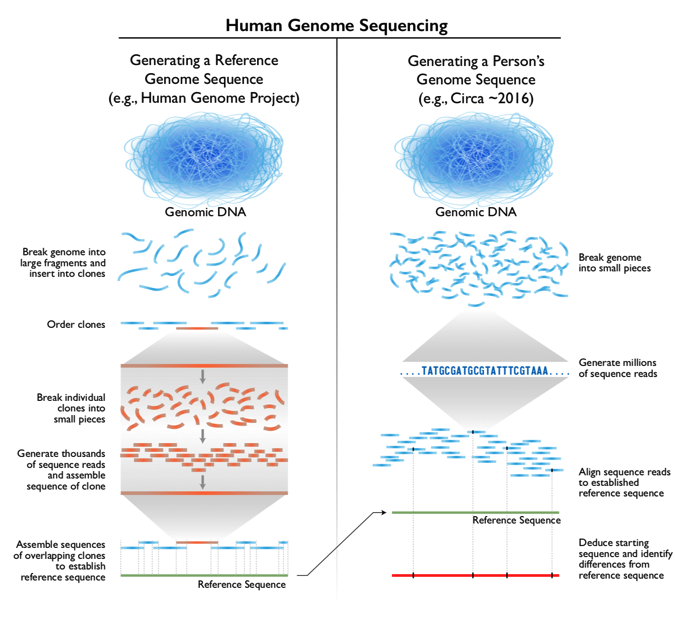 Human Genome Sequencing
Generating a Reference
Genome Sequence
(e.g., Human Genome Project)
Genomic DNA
Break genome into
large fragments and
insert into clones
Order clones
Break individual
clones into
small pieces
Generate thousands
of sequence reads
and assemble
sequence of clone
Assemble sequences
of overlapping clones
to establish
reference sequence
Reference Sequence
Generating a Person's
Genome Sequence
(e.g., Circa ~2016)
Genomic DNA
Break genome
into small pieces
....TATGCGATGCGTATTTCGTAAA....
Generate millions
of sequence reads
Align sequence reads
to established
reference sequence
Reference Sequence
Deduce starting
sequence and identify
differences from
reference sequence